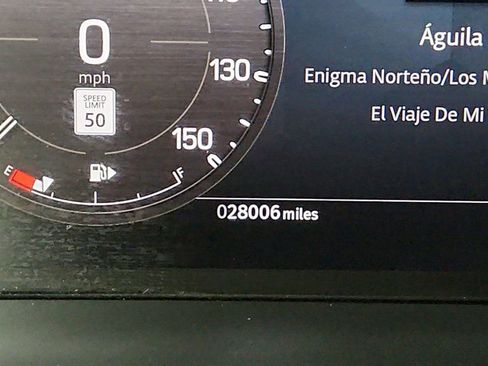 0
mph
SPEED
LIMIT
50
130
150
E
F
028006 miles
Águila
Enigma Norteño/Los
El Viaje De Mi